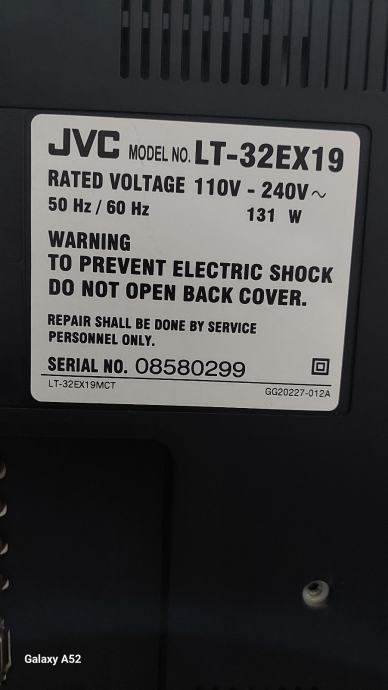 JVC MODEL NO. LT-32EX19
RATED VOLTAGE 110V - 240V ~
50 Hz / 60 Hz 131 W
WARNING
TO PREVENT ELECTRIC SHOCK
DO NOT OPEN BACK COVER.
REPAIR SHALL BE DONE BY SERVICE
PERSONNEL ONLY.
SERIAL NO. 08580299
LT-32EX19MCT GG20227-012A
Galaxy A52